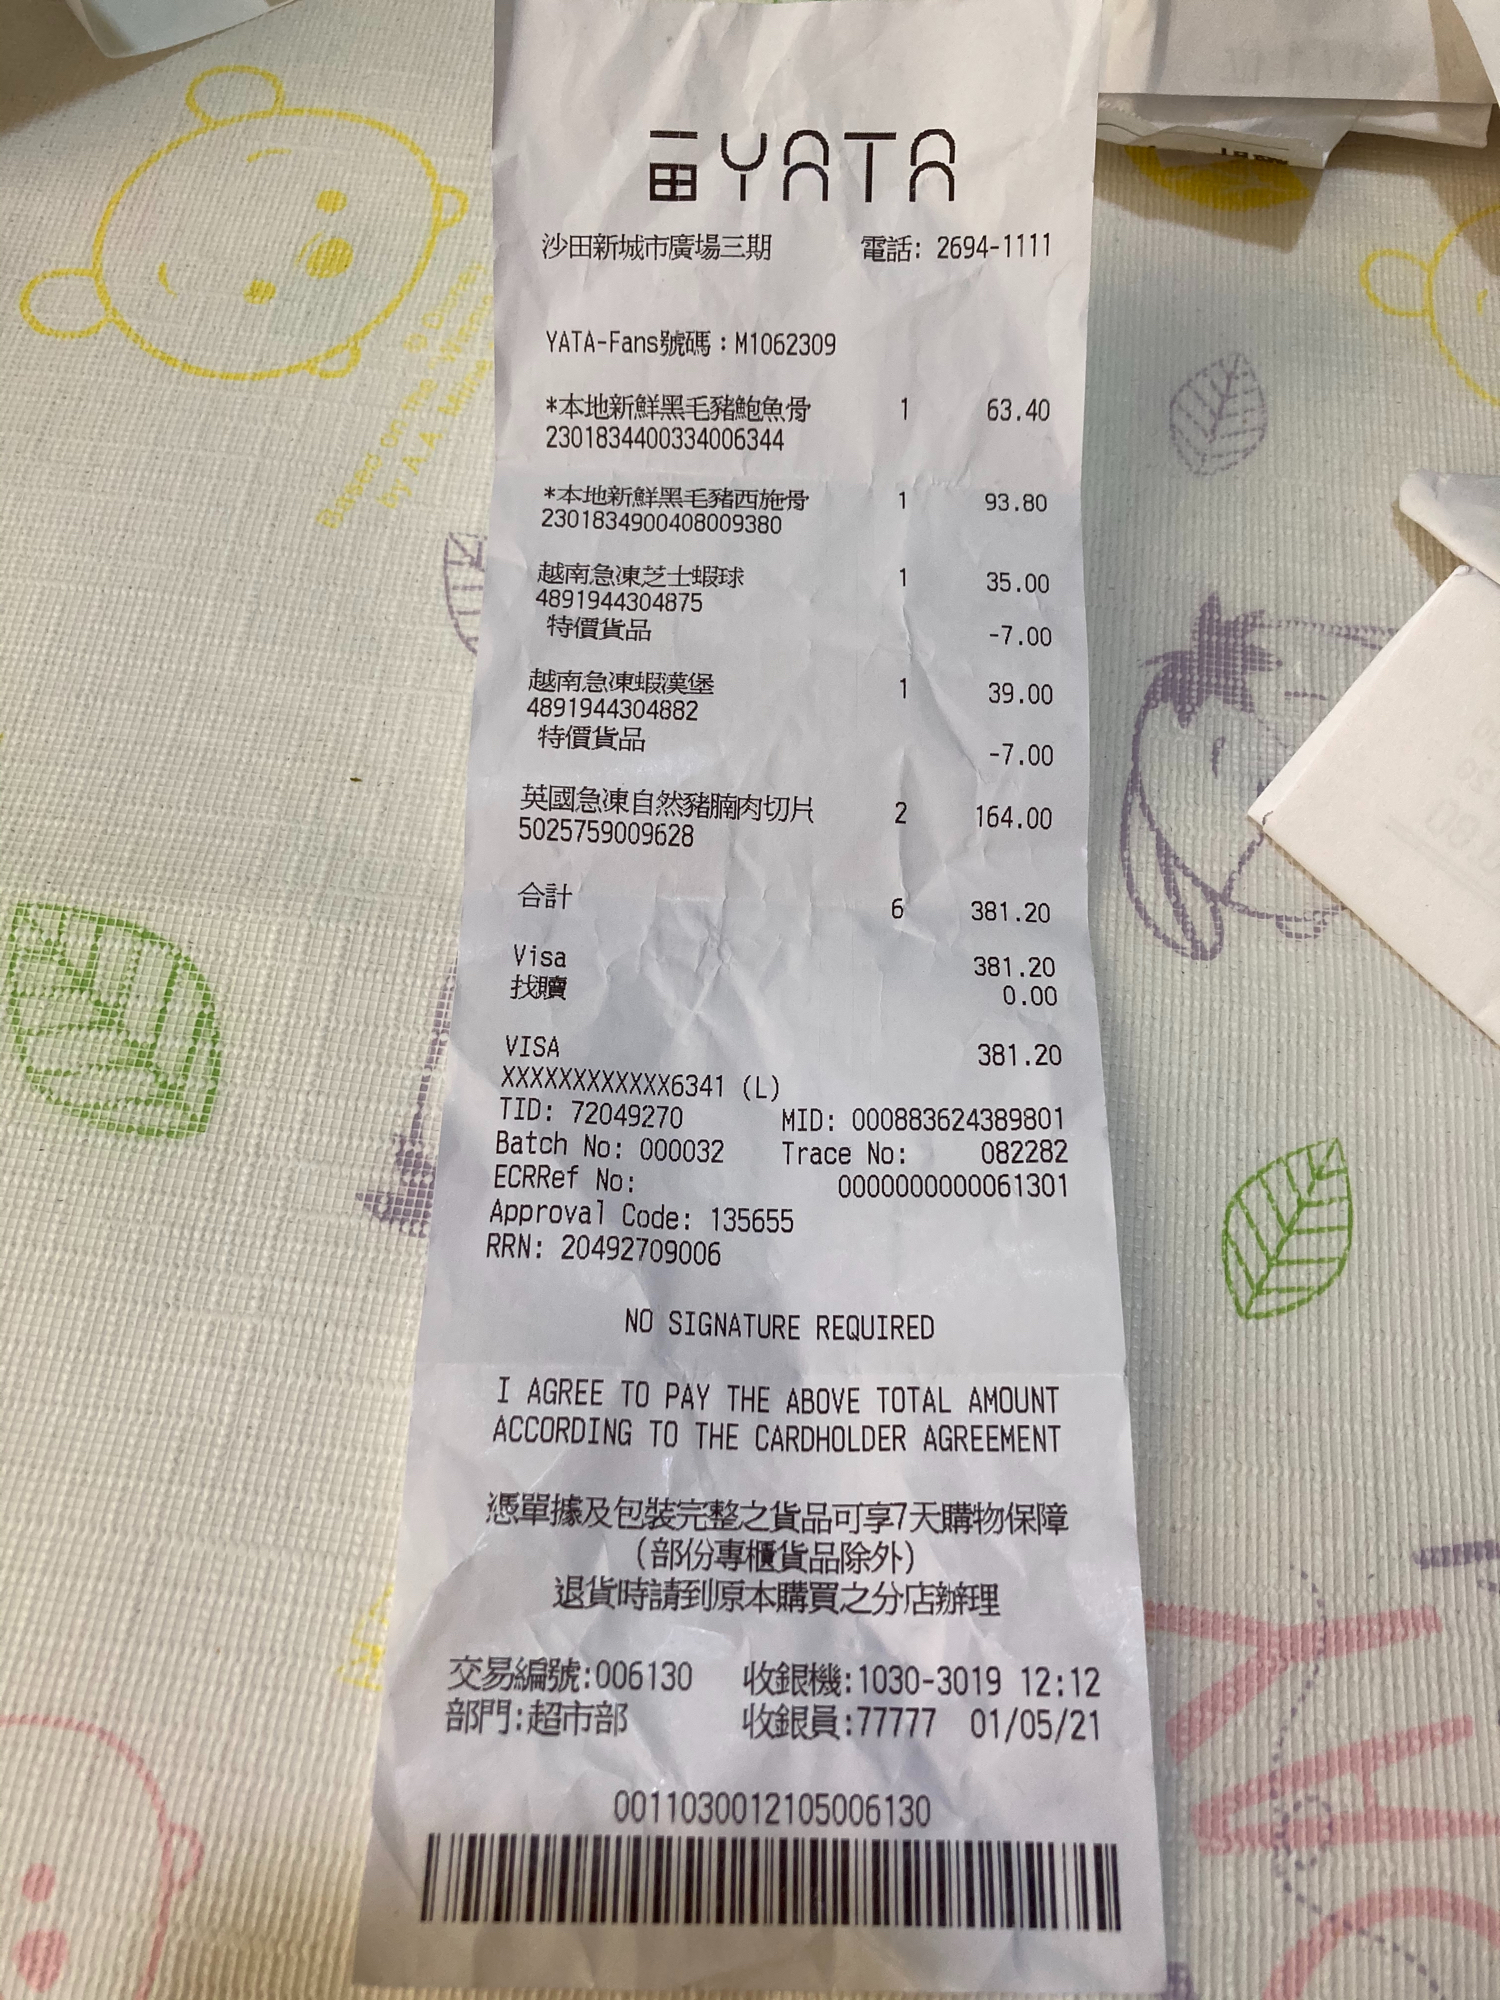 一田YATA
沙田新城市廣場三期 電話: 2694-1111
YATA-Fans號碼：M1062309
*本地新鮮黑毛豬鮑魚骨 1 63.40
2301834400334006344
*本地新鮮黑毛豬西施骨 1 93.80
2301834900408009380
越南急凍芝士蝦球 1 35.00
4891944304875
特價貨品 -7.00
越南急凍蝦漢堡 1 39.00
4891944304882
特價貨品 -7.00
英國急凍自然豬腩肉切片 2 164.00
5025759009628
合計 6 381.20
Visa 381.20
找贖 0.00
VISA 381.20
XXXXXXXXXXXX6341 (L)
TID: 72049270 MID: 000883624389801
Batch No: 000032 Trace No: 082282
ECRRef No: 0000000000061301
Approval Code: 135655
RRN: 20492709006
NO SIGNATURE REQUIRED
I AGREE TO PAY THE ABOVE TOTAL AMOUNT
ACCORDING TO THE CARDHOLDER AGREEMENT
憑單據及包裝完整之貨品可享7天購物保障
(部份專櫃貨品除外)
退貨時請到原本購買之分店辦理
交易編號:006130 收銀機:1030-3019 12:12
部門:超市部 收銀員:77777 01/05/21
0011030012105006130
Based on the "Winnie
by A.A. Milne